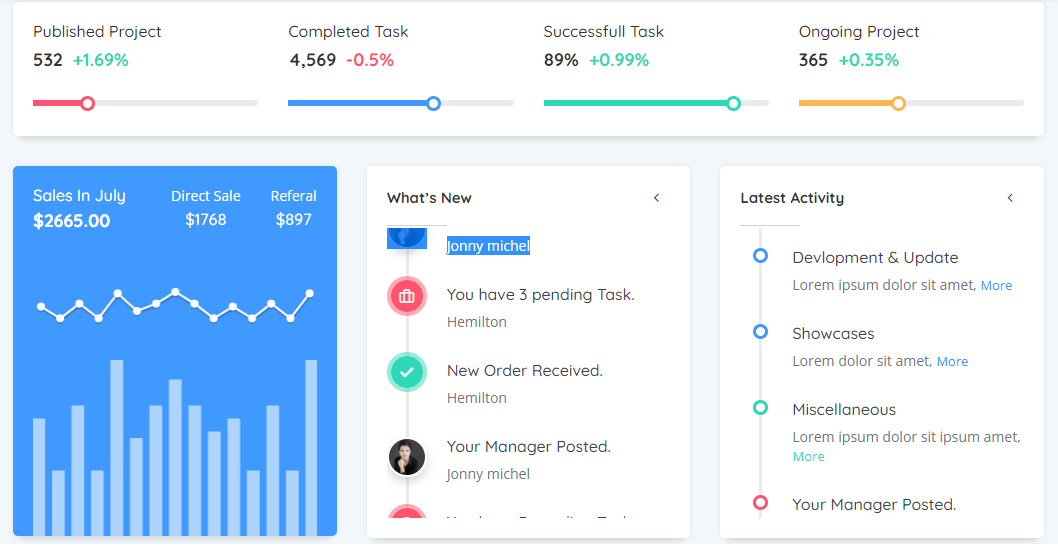 Published Project
532 +1.69%
Completed Task
4,569 -0.5%
Successfull Task
89% +0.99%
Ongoing Project
365 +0.35%
Sales In July
$2665.00
Direct Sale
$1768
Referal
$897
What's New
Jonny michel
You have 3 pending Task.
Hemilton
New Order Received.
Hemilton
Your Manager Posted.
Jonny michel
Latest Activity
Devlopment & Update
Lorem ipsum dolor sit amet, More
Showcases
Lorem dolor sit amet, More
Miscellaneous
Lorem ipsum dolor sit ipsum amet,
More
Your Manager Posted.